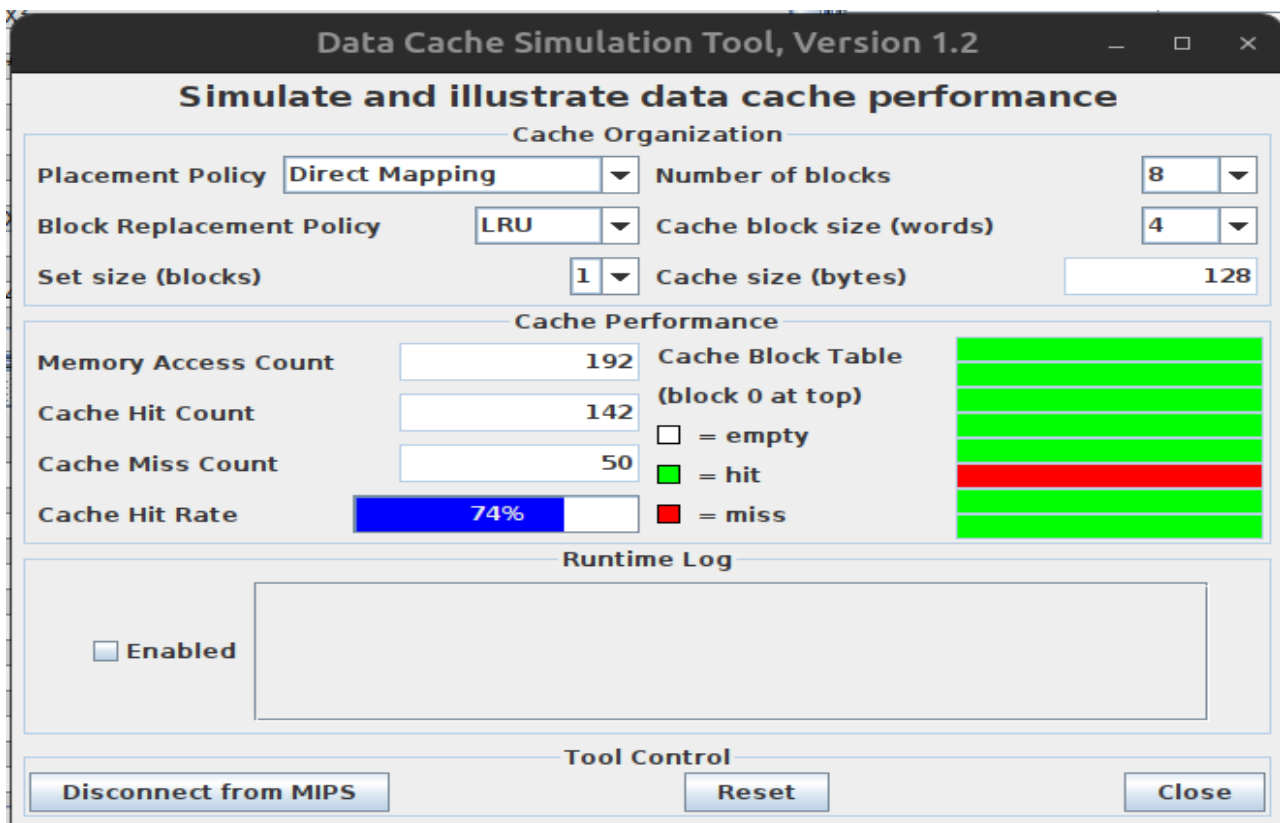 Data Cache Simulation Tool, Version 1.2
Simulate and illustrate data cache performance
Cache Organization
Placement Policy Direct Mapping Number of blocks 8
Block Replacement Policy LRU Cache block size (words) 4
Set size (blocks) 1 Cache size (bytes) 128
Cache Performance
Memory Access Count 192 Cache Block Table
(block 0 at top)
Cache Hit Count 142
= empty
Cache Miss Count 50 = hit
Cache Hit Rate 74% = miss
Runtime Log
Enabled
Tool Control
Disconnect from MIPS Reset Close